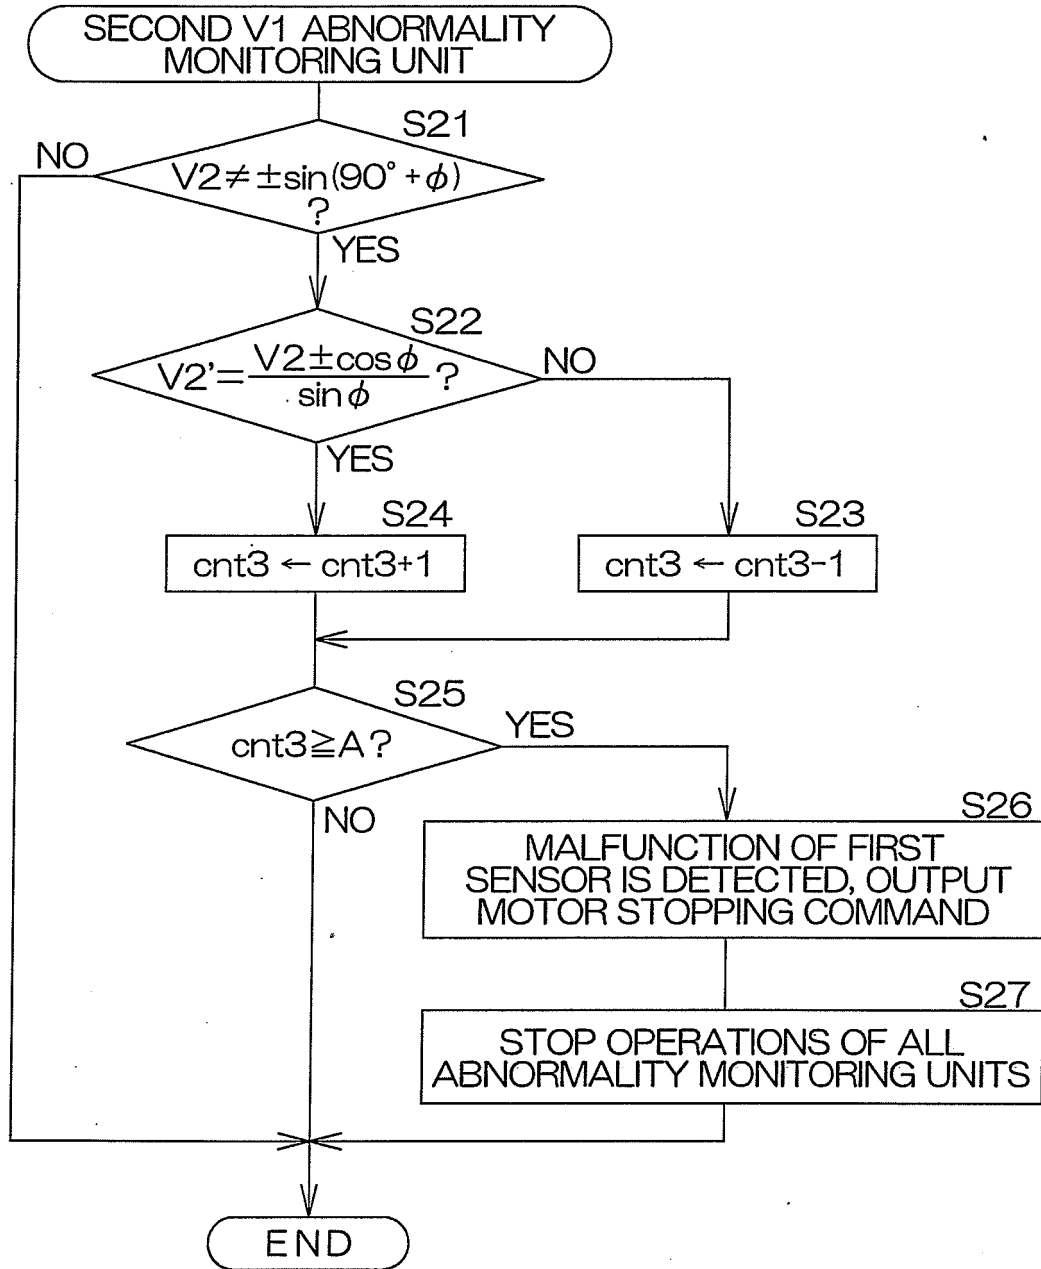 SECOND V1 ABNORMALITY
MONITORING UNIT
S21
NO
V2≠±sin(90°+ϕ)
?
YES
S22
V2'=(V2±cosϕ)/sinϕ ?
NO
YES
S24
cnt3 ← cnt3+1
S23
cnt3 ← cnt3-1
S25
cnt3≧A?
YES
NO
S26
MALFUNCTION OF FIRST
SENSOR IS DETECTED, OUTPUT
MOTOR STOPPING COMMAND
S27
STOP OPERATIONS OF ALL
ABNORMALITY MONITORING UNITS
END